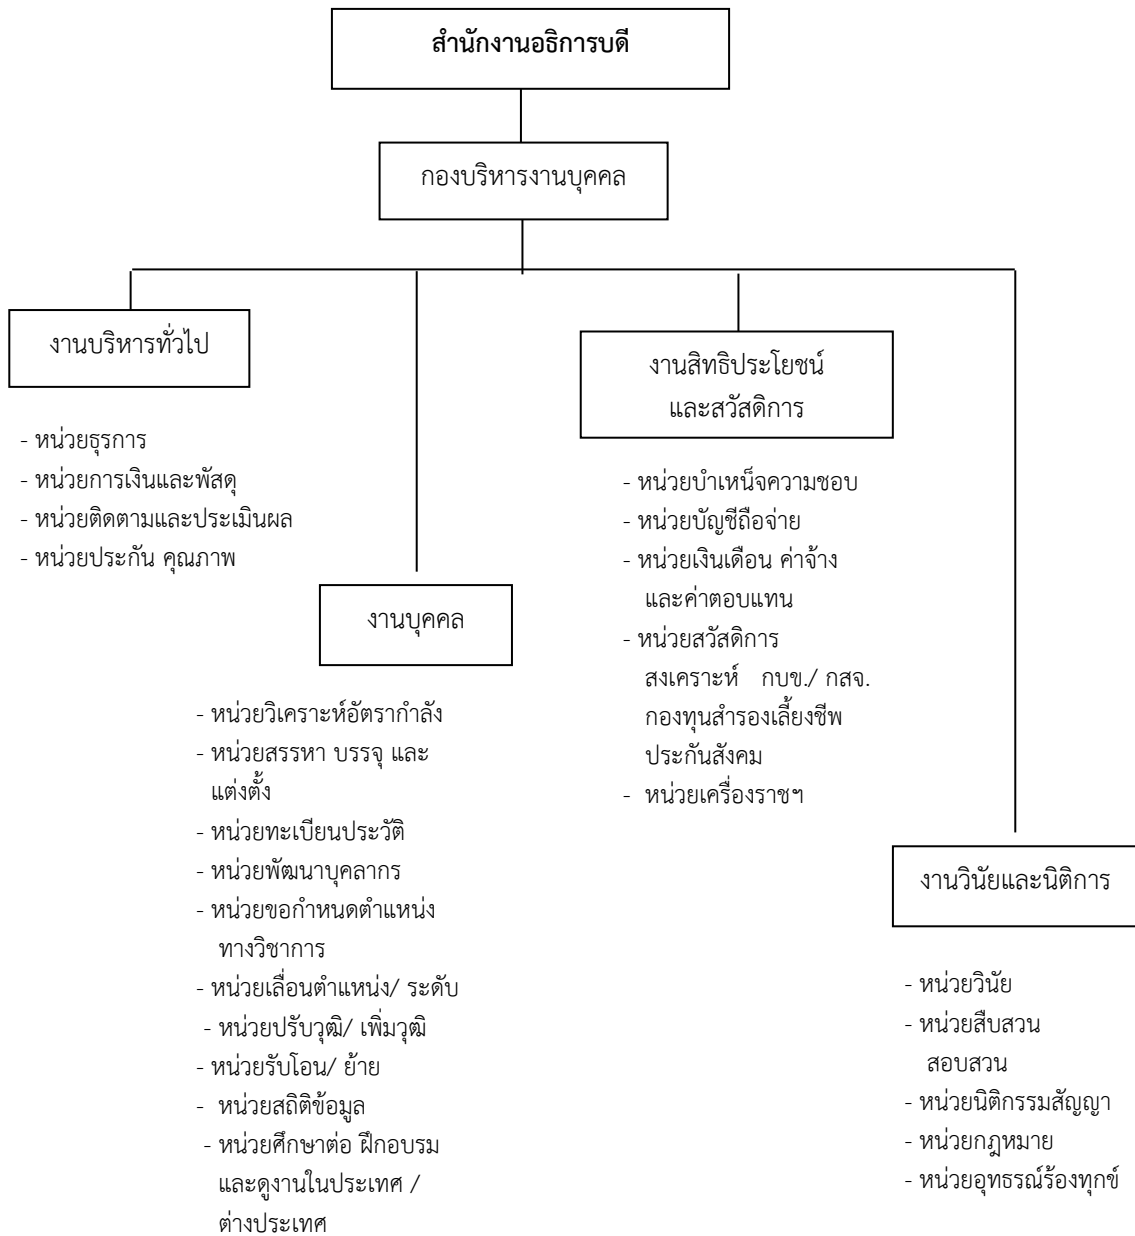 สำนักงานอธิการบดี
กองบริหารงานบุคคล
งานบริหารทั่วไป
- หน่วยธุรการ
- หน่วยการเงินและพัสดุ
- หน่วยติดตามและประเมินผล
- หน่วยประกัน คุณภาพ
งานบุคคล
- หน่วยวิเคราะห์อัตรากำลัง
- หน่วยสรรหา บรรจุ และ
แต่งตั้ง
- หน่วยทะเบียนประวัติ
- หน่วยพัฒนาบุคลากร
- หน่วยขอกำหนดตำแหน่ง
ทางวิชาการ
- หน่วยเลื่อนตำแหน่ง/ ระดับ
- หน่วยปรับวุฒิ/ เพิ่มวุฒิ
- หน่วยรับโอน/ ย้าย
- หน่วยสถิติข้อมูล
- หน่วยศึกษาต่อ ฝึกอบรม
และดูงานในประเทศ /
ต่างประเทศ
งานสิทธิประโยชน์
และสวัสดิการ
- หน่วยบำเหน็จความชอบ
- หน่วยบัญชีถือจ่าย
- หน่วยเงินเดือน ค่าจ้าง
และค่าตอบแทน
- หน่วยสวัสดิการ
สงเคราะห์ กบข./ กสจ.
กองทุนสำรองเลี้ยงชีพ
ประกันสังคม
- หน่วยเครื่องราชฯ
งานวินัยและนิติการ
- หน่วยวินัย
- หน่วยสืบสวน
สอบสวน
- หน่วยนิติกรรมสัญญา
- หน่วยกฎหมาย
- หน่วยอุทธรณ์ร้องทุกข์